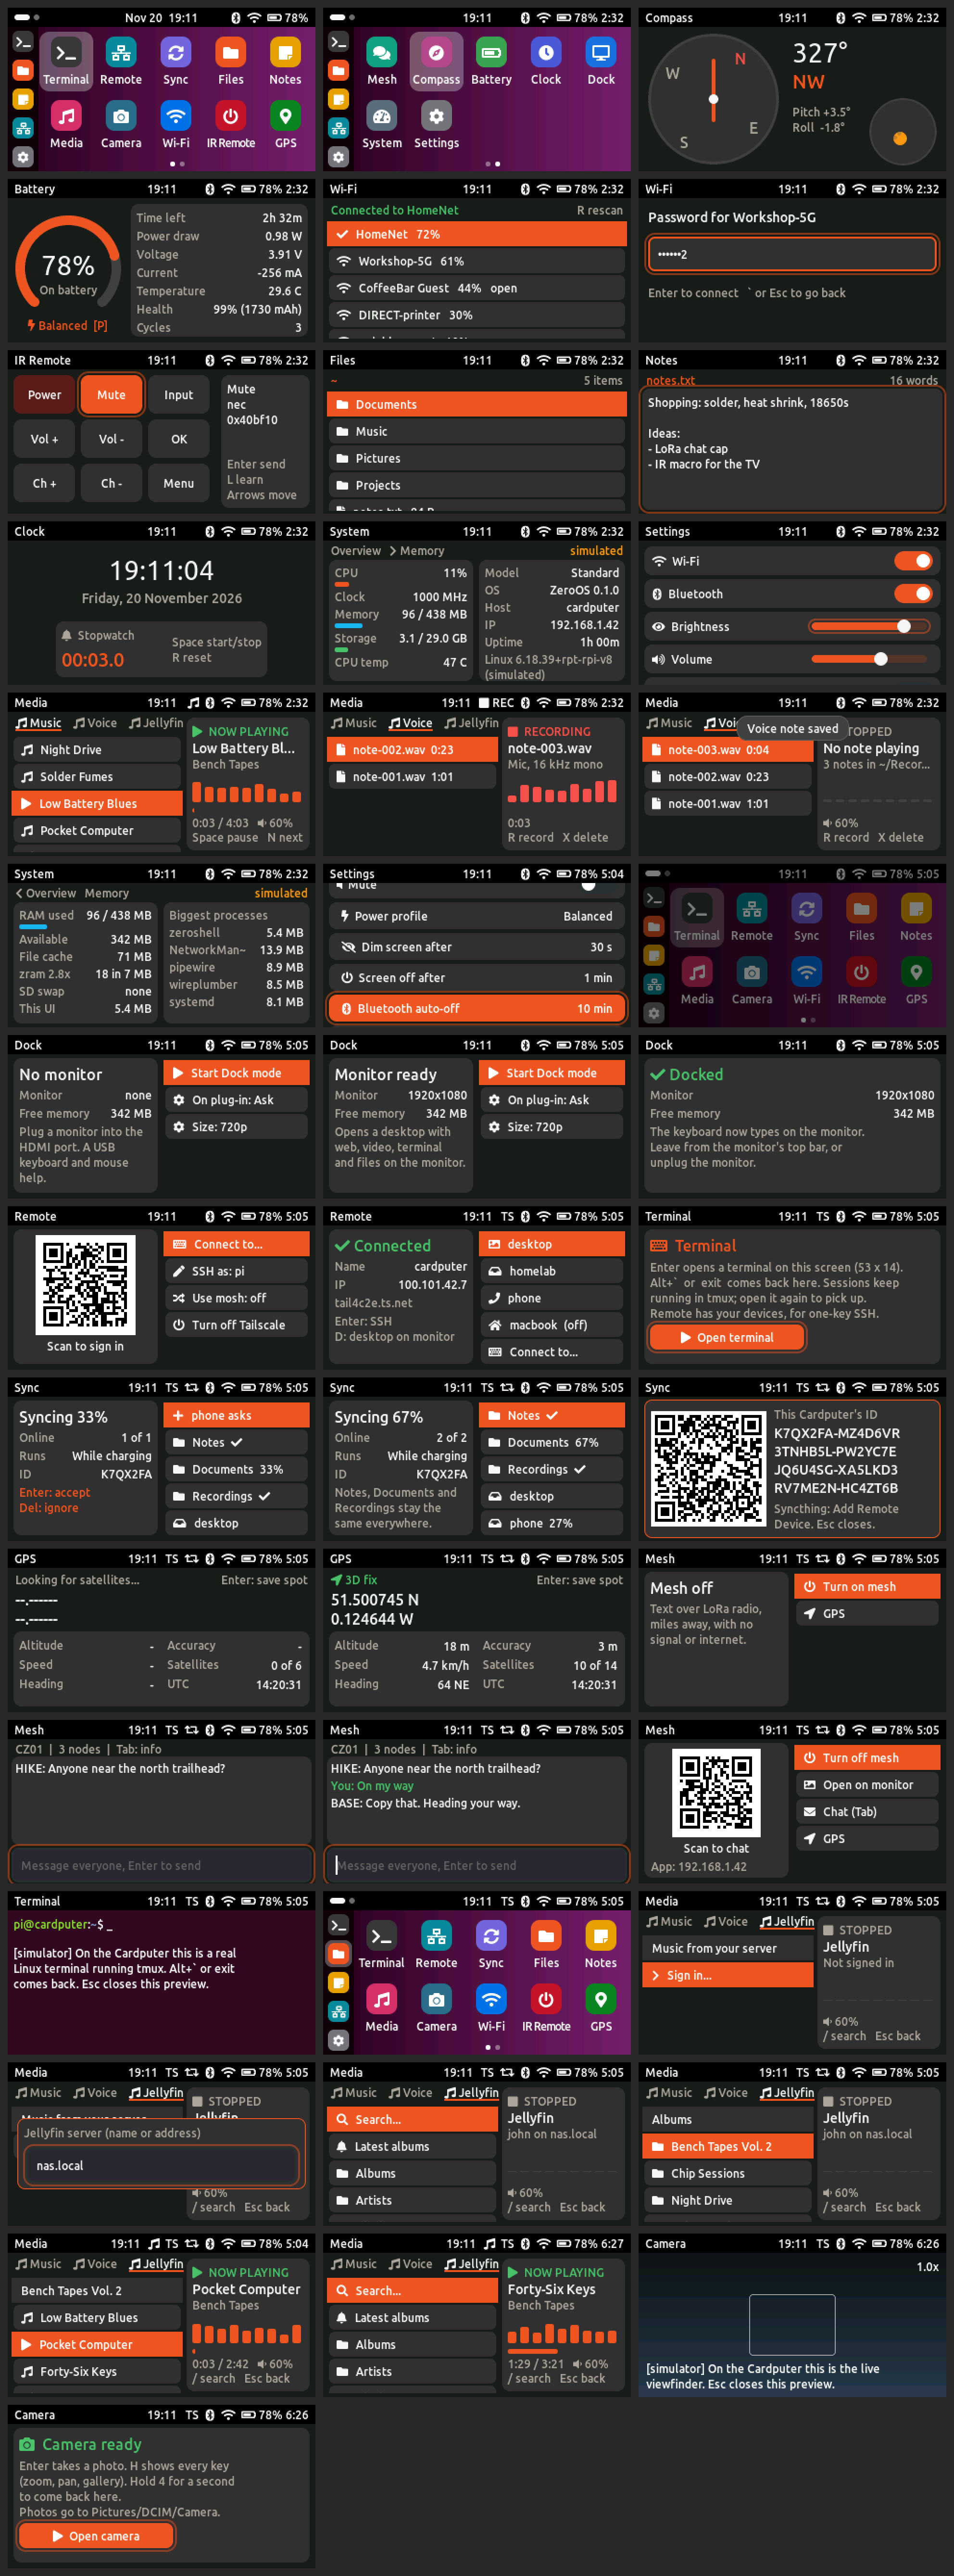 Nov 20 19:11 78%
Terminal Remote Sync Files Notes
Media Camera Wi-Fi IR Remote GPS
19:11 78% 2:32
Mesh Compass Battery Clock Dock
System Settings
Compass 19:11 78% 2:32
N
W
E
S
327°
NW
Pitch +3.5°
Roll -1.8°
Battery 19:11 78% 2:32
78%
On battery
Balanced [P]
Time left 2h 32m
Power draw 0.98 W
Voltage 3.91 V
Current -256 mA
Temperature 29.6 C
Health 99% (1730 mAh)
Cycles 3
Wi-Fi 19:11 78% 2:32
Connected to HomeNet R rescan
HomeNet 72%
Workshop-5G 61%
CoffeeBar Guest 44% open
DIRECT-printer 30%
Wi-Fi 19:11 78% 2:32
Password for Workshop-5G
••••••2
Enter to connect ` or Esc to go back
IR Remote 19:11 78% 2:32
Power Mute Input
Vol + Vol - OK
Ch + Ch - Menu
Mute
nec
0x40bf10
Enter send
L learn
Arrows move
Files 19:11 78% 2:32
~ 5 items
Documents
Music
Pictures
Projects
Notes 19:11 78% 2:32
notes.txt 16 words
Shopping: solder, heat shrink, 18650s
Ideas:
- LoRa chat cap
- IR macro for the TV
Clock 19:11 78% 2:32
19:11:04
Friday, 20 November 2026
Stopwatch
00:03.0
Space start/stop
R reset
System 19:11 78% 2:32
Overview > Memory simulated
CPU 11%
Clock 1000 MHz
Memory 96 / 438 MB
Storage 3.1 / 29.0 GB
CPU temp 47 C
Model Standard
OS ZeroOS 0.1.0
Host cardputer
IP 192.168.1.42
Uptime 1h 00m
Linux 6.18.39+rpt-rpi-v8
(simulated)
Settings 19:11 78% 2:32
Wi-Fi
Bluetooth
Brightness
Volume
Media 19:11 78% 2:32
Music Voice Jellyfin
Night Drive
Solder Fumes
Low Battery Blues
Pocket Computer
NOW PLAYING
Low Battery Bl...
Bench Tapes
0:03 / 4:03 60%
Space pause N next
Media 19:11 REC 78% 2:32
Music Voice Jellyfin
note-002.wav 0:23
note-001.wav 1:01
RECORDING
note-003.wav
Mic, 16 kHz mono
0:03
R record X delete
Media 19:11 78% 2:32
Music Voi
Voice note saved
note-003.wav 0:04
note-002.wav 0:23
note-001.wav 1:01
TOPPED
No note playing
3 notes in ~/Recor...
60%
R record X delete
System 19:11 78% 2:32
< Overview Memory simulated
RAM used 96 / 438 MB
Available 342 MB
File cache 71 MB
zram 2.8x 18 in 7 MB
SD swap none
This UI 5.4 MB
Biggest processes
zeroshell 5.4 MB
NetworkMan~ 13.9 MB
pipewire 8.9 MB
wireplumber 8.5 MB
systemd 8.1 MB
Settings 19:11 78% 5:04
Mute
Power profile Balanced
Dim screen after 30 s
Screen off after 1 min
Bluetooth auto-off 10 min
19:11 78% 5:05
Terminal Remote Sync Files Notes
Media Camera Wi-Fi IR Remote GPS
Dock 19:11 78% 5:05
No monitor
Monitor none
Free memory 342 MB
Plug a monitor into the
HDMI port. A USB
keyboard and mouse
help.
Start Dock mode
On plug-in: Ask
Size: 720p
Dock 19:11 78% 5:05
Monitor ready
Monitor 1920x1080
Free memory 342 MB
Opens a desktop with
web, video, terminal
and files on the monitor.
Start Dock mode
On plug-in: Ask
Size: 720p
Dock 19:11 78% 5:05
Docked
Monitor 1920x1080
Free memory 342 MB
The keyboard now types on the monitor.
Leave from the monitor's top bar, or
unplug the monitor.
Remote 19:11 78% 5:05
Scan to sign in
Connect to...
SSH as: pi
Use mosh: off
Turn off Tailscale
Remote 19:11 TS 78% 5:05
Connected
Name cardputer
IP 100.101.42.7
tail4c2e.ts.net
Enter: SSH
D: desktop on monitor
desktop
homelab
phone
macbook (off)
Connect to...
Terminal 19:11 TS 78% 5:05
Terminal
Enter opens a terminal on this screen (53 x 14).
Alt+` or exit comes back here. Sessions keep
running in tmux; open it again to pick up.
Remote has your devices, for one-key SSH.
Open terminal
Sync 19:11 TS 78% 5:05
Syncing 33%
Online 1 of 1
Runs While charging
ID K7QX2FA
Enter: accept
Del: ignore
phone asks
Notes
Documents 33%
Recordings
desktop
Sync 19:11 TS 78% 5:05
Syncing 67%
Online 2 of 2
Runs While charging
ID K7QX2FA
Notes, Documents and
Recordings stay the
same everywhere.
Notes
Documents 67%
Recordings
desktop
phone 27%
Sync 19:11 TS 78% 5:05
This Cardputer's ID
K7QX2FA-MZ4D6VR
3TNHB5L-PW2YC7E
JQ6U4SG-XA5LKD3
RV7ME2N-HC4ZT6B
Syncthing: Add Remote
Device. Esc closes.
GPS 19:11 TS 78% 5:05
Looking for satellites... Enter: save spot
--.------
--.------
Altitude - Accuracy -
Speed - Satellites 0 of 6
Heading - UTC 14:20:31
GPS 19:11 TS 78% 5:05
3D fix Enter: save spot
51.500745 N
0.124644 W
Altitude 18 m Accuracy 3 m
Speed 4.7 km/h Satellites 10 of 14
Heading 64 NE UTC 14:20:31
Mesh 19:11 TS 78% 5:05
Mesh off
Text over LoRa radio,
miles away, with no
signal or internet.
Turn on mesh
GPS
Mesh 19:11 TS 78% 5:05
CZ01 | 3 nodes | Tab: info
HIKE: Anyone near the north trailhead?
Message everyone, Enter to send
Mesh 19:11 TS 78% 5:05
CZ01 | 3 nodes | Tab: info
HIKE: Anyone near the north trailhead?
You: On my way
BASE: Copy that. Heading your way.
Message everyone, Enter to send
Mesh 19:11 TS 78% 5:05
Scan to chat
App: 192.168.1.42
Turn off mesh
Open on monitor
Chat (Tab)
GPS
Terminal 19:11 TS 78% 5:05
pi@cardputer:~$ _
[simulator] On the Cardputer this is a real
Linux terminal running tmux. Alt+` or exit
comes back. Esc closes this preview.
19:11 TS 78% 5:05
Terminal Remote Sync Files Notes
Media Camera Wi-Fi IR Remote GPS
Media 19:11 TS 78% 5:05
Music Voice Jellyfin
Music from your server
Sign in...
STOPPED
Jellyfin
Not signed in
60%
/ search Esc back
Media 19:11 TS 78% 5:05
Music Voice Jellyfin
STOPPED
Jellyfin server (name or address)
nas.local
60%
/ search Esc back
Media 19:11 TS 78% 5:05
Music Voice Jellyfin
Search...
Latest albums
Albums
Artists
STOPPED
Jellyfin
john on nas.local
60%
/ search Esc back
Media 19:11 TS 78% 5:05
Music Voice Jellyfin
Albums
Bench Tapes Vol. 2
Chip Sessions
Night Drive
STOPPED
Jellyfin
john on nas.local
60%
/ search Esc back
Media 19:11 TS 78% 5:04
Music Voice Jellyfin
Bench Tapes Vol. 2
Low Battery Blues
Pocket Computer
Forty-Six Keys
NOW PLAYING
Pocket Computer
Bench Tapes
0:03 / 2:42 60%
/ search Esc back
Media 19:11 TS 78% 6:27
Music Voice Jellyfin
Search...
Latest albums
Albums
Artists
NOW PLAYING
Forty-Six Keys
Bench Tapes
1:29 / 3:21 60%
/ search Esc back
Camera 19:11 TS 78% 6:26
1.0x
[simulator] On the Cardputer this is the live
viewfinder. Esc closes this preview.
Camera 19:11 TS 78% 6:26
Camera ready
Enter takes a photo. H shows every key
(zoom, pan, gallery). Hold 4 for a second
to come back here.
Photos go to Pictures/DCIM/Camera.
Open camera